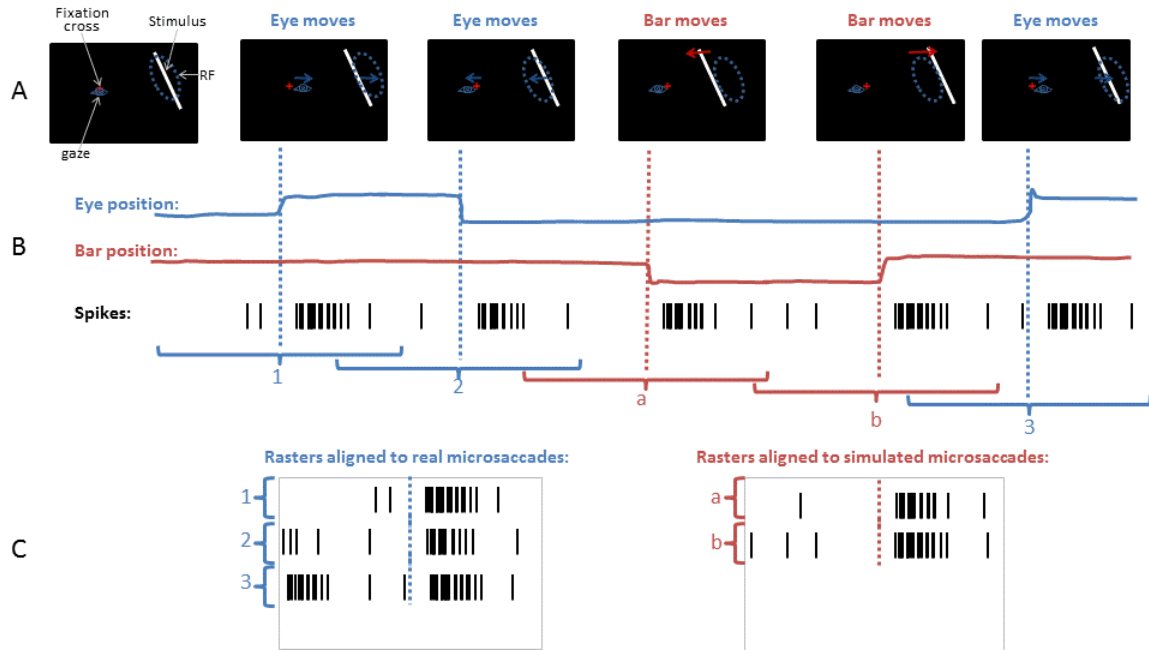 Fixation
cross
Stimulus
RF
gaze
Eye moves
Eye moves
Bar moves
Bar moves
Eye moves
A
Eye position:
B
Bar position:
Spikes:
1
2
a
b
3
Rasters aligned to real microsaccades:
Rasters aligned to simulated microsaccades:
C
1
2
3
a
b